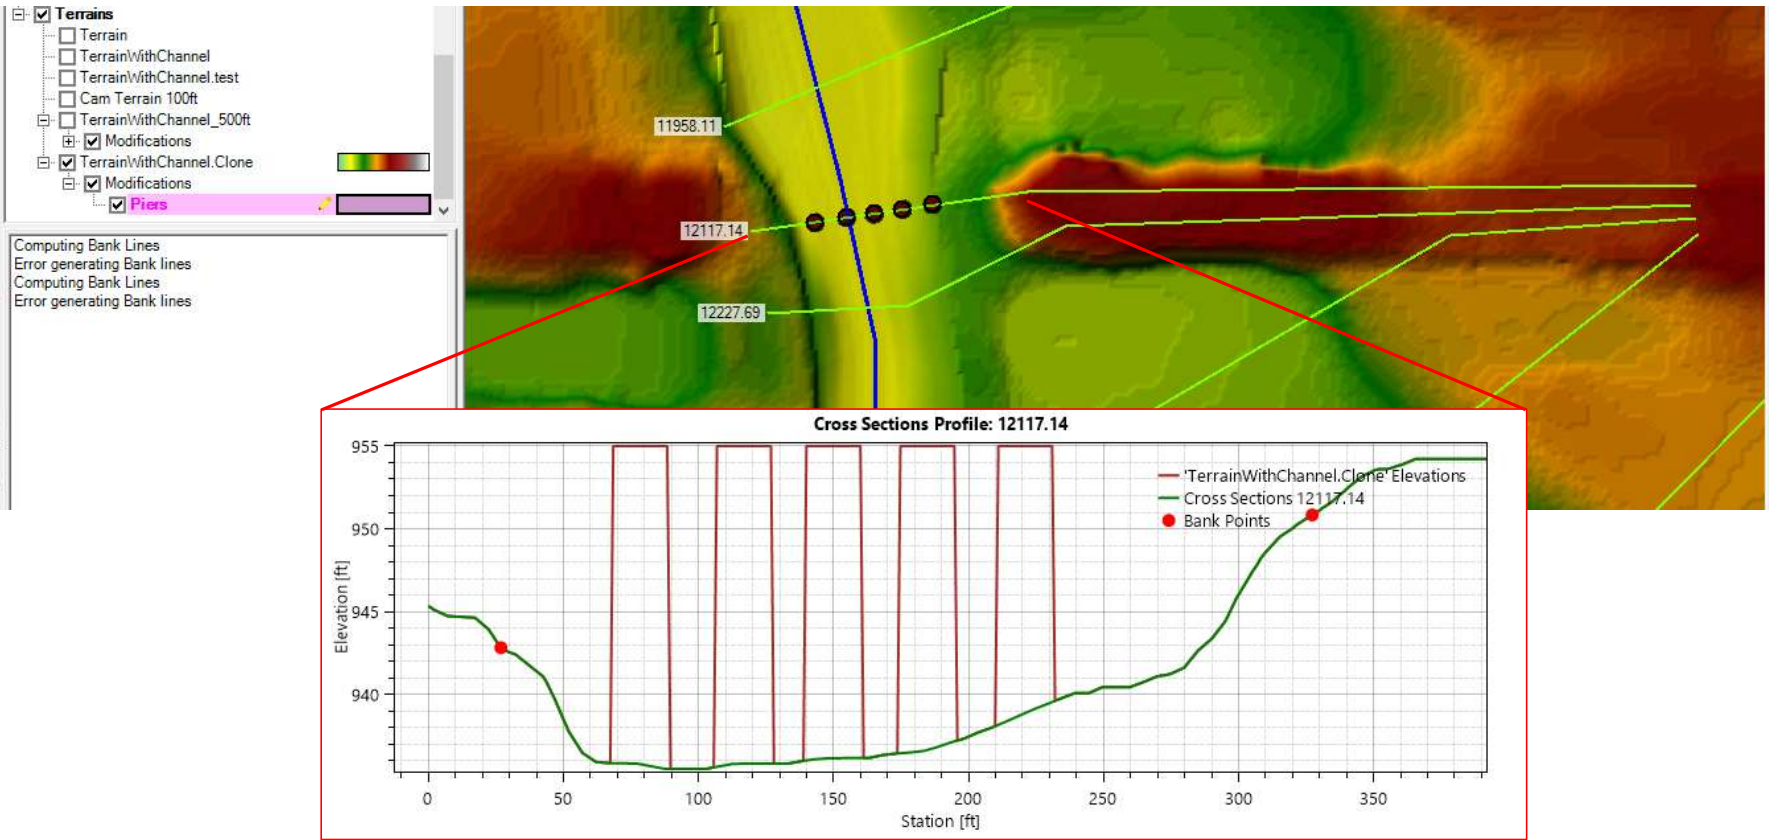 Terrains
Terrain
TerrainWithChannel
TerrainWithChannel.test
Cam Terrain 100ft
TerrainWithChannel_500ft
Modifications
TerrainWithChannel.Clone
Modifications
Piers
Computing Bank Lines
Error generating Bank lines
Computing Bank Lines
Error generating Bank lines
11958.11
12117.14
12227.69
Cross Sections Profile: 12117.14
'TerrainWithChannel.Clone' Elevations
Cross Sections 12117.14
Bank Points
Elevation [ft]
955
950
945
940
0 50 100 150 200 250 300 350
Station [ft]